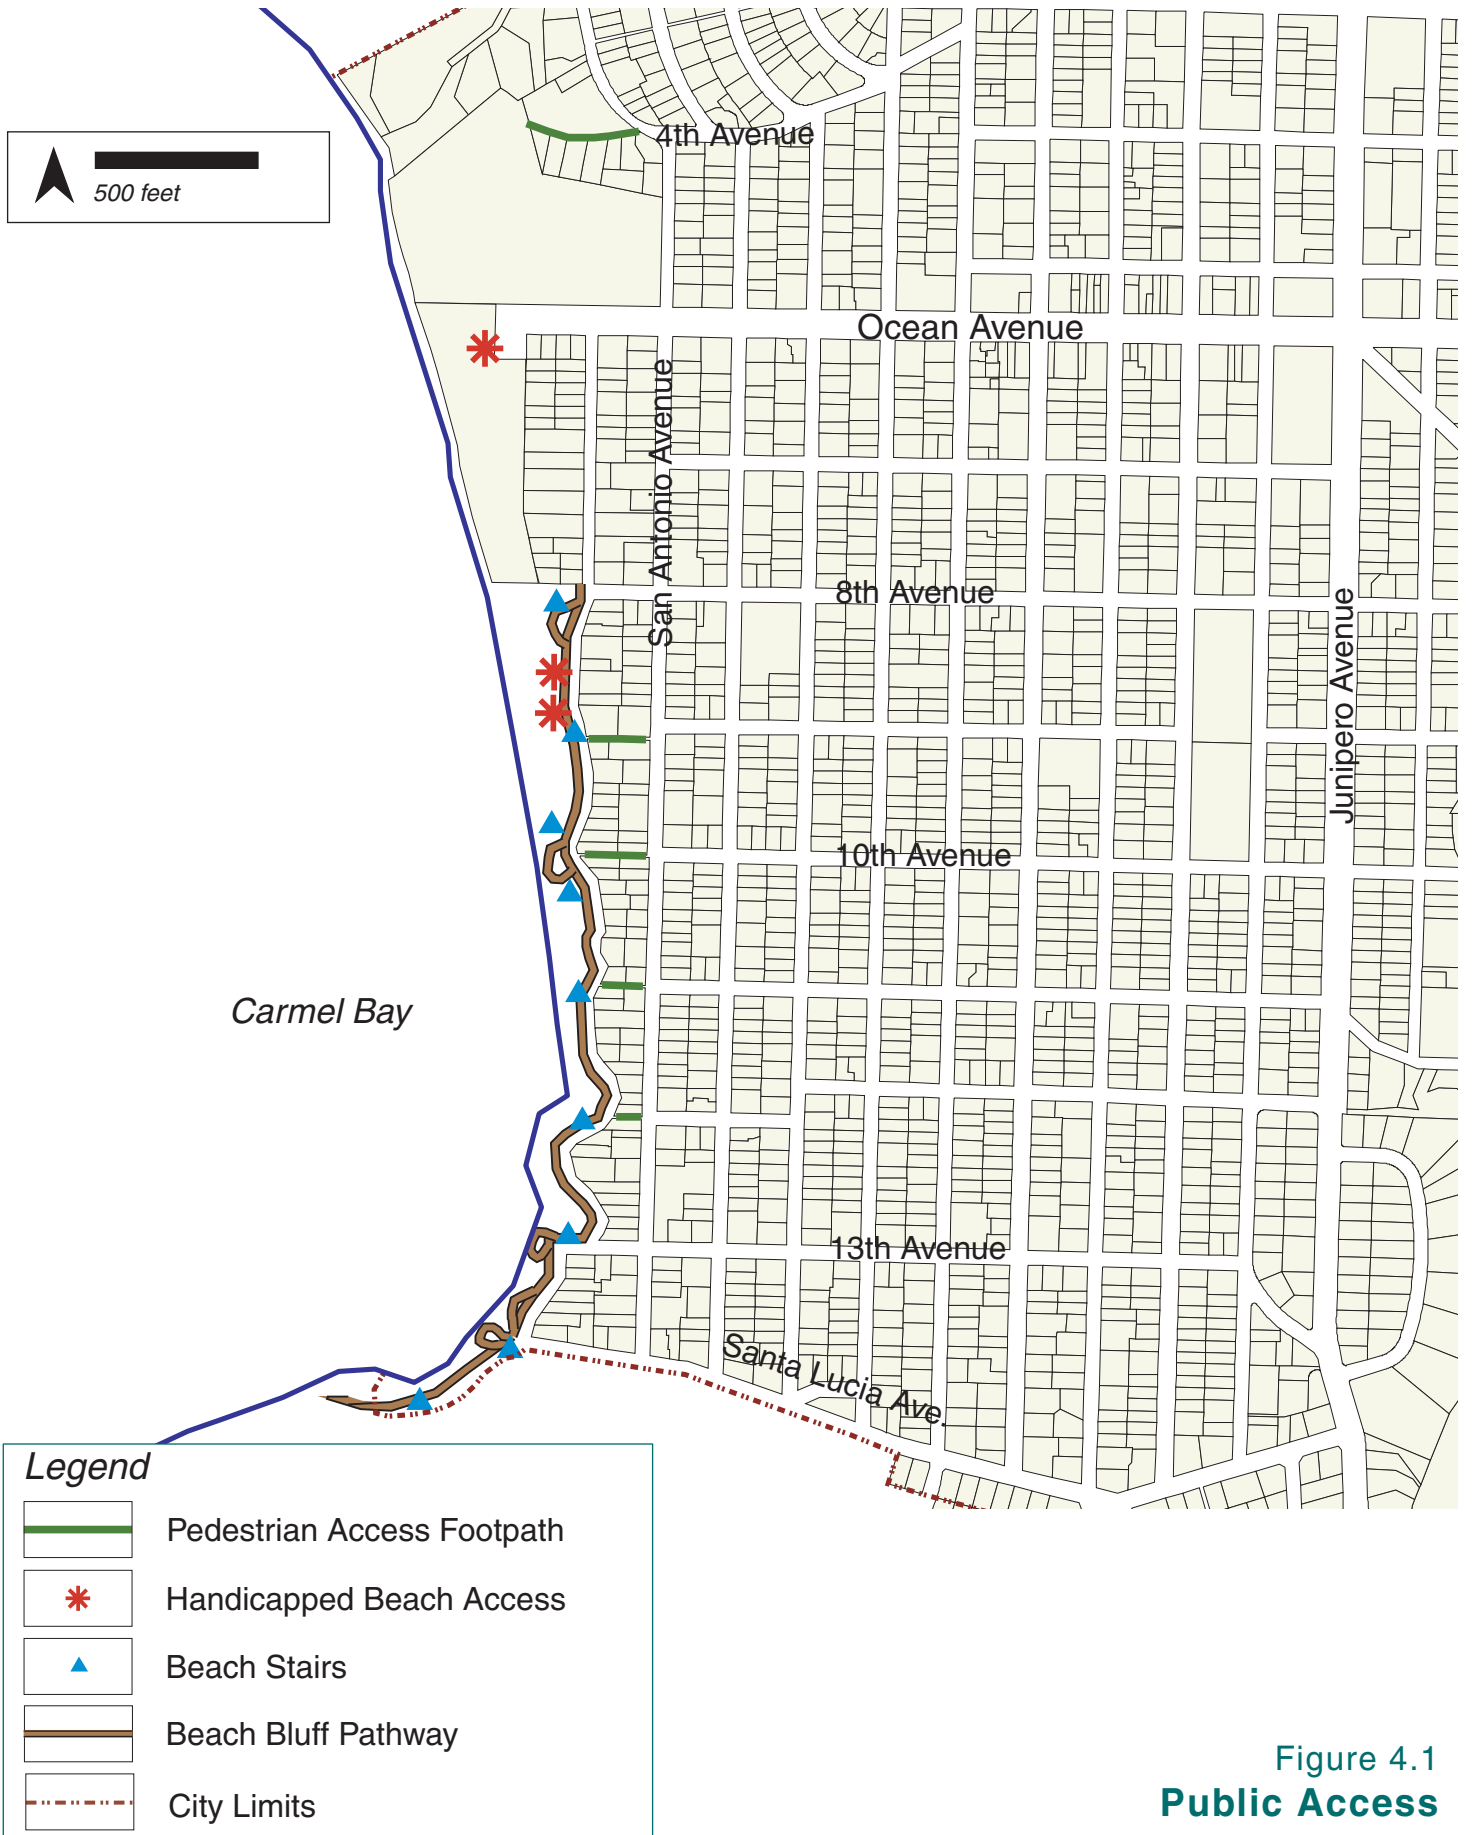 4th Avenue
500 feet
Ocean Avenue
San Antonio Avenue
8th Avenue
Junipero Avenue
10th Avenue
Carmel Bay
13th Avenue
Santa Lucia Ave.
Legend
Pedestrian Access Footpath
Handicapped Beach Access
Beach Stairs
Beach Bluff Pathway
City Limits
Figure 4.1
Public Access